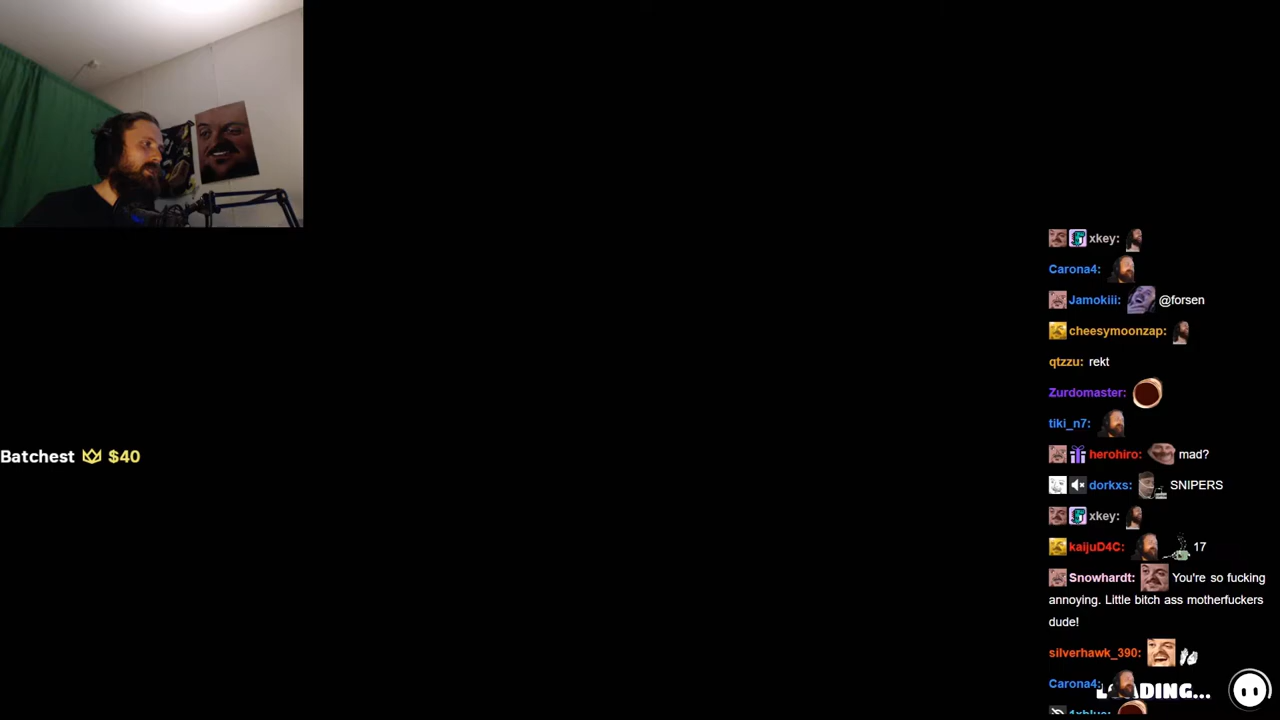 xkey:
Carona4:
Jamokiii: @forsen
cheesymoonzap:
qtzzu: rekt
Zurdomaster:
tiki_n7:
Batchest $40
herohiro: mad?
dorkxs: SNIPERS
xkey:
kaijuD4C: 17
Snowhardt: You're so fucking
annoying. Little bitch ass motherfuckers
dude!
silverhawk_390:
Carona4:
LOADING...